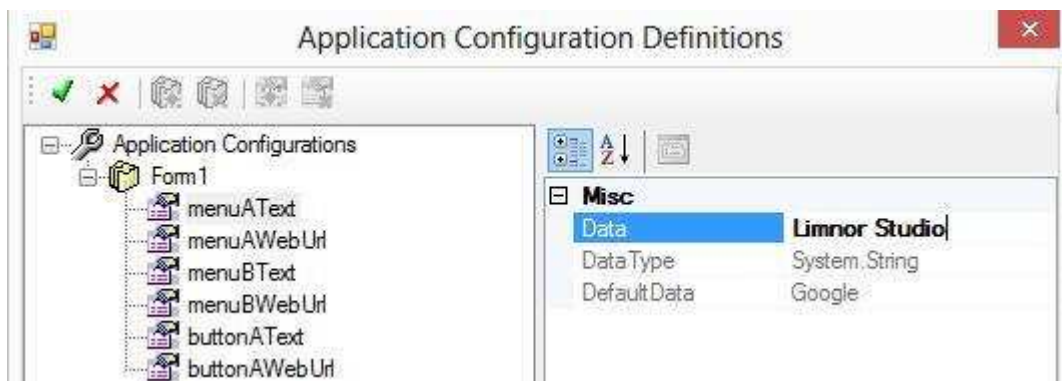 Application Configuration Definitions
Application Configurations
Form1
menuAText
menuAWebUrl
menuBText
menuBWebUrl
buttonAText
buttonAWebUrl
A
Z
Misc
Data Limnor Studio
DataType System.String
DefaultData Google